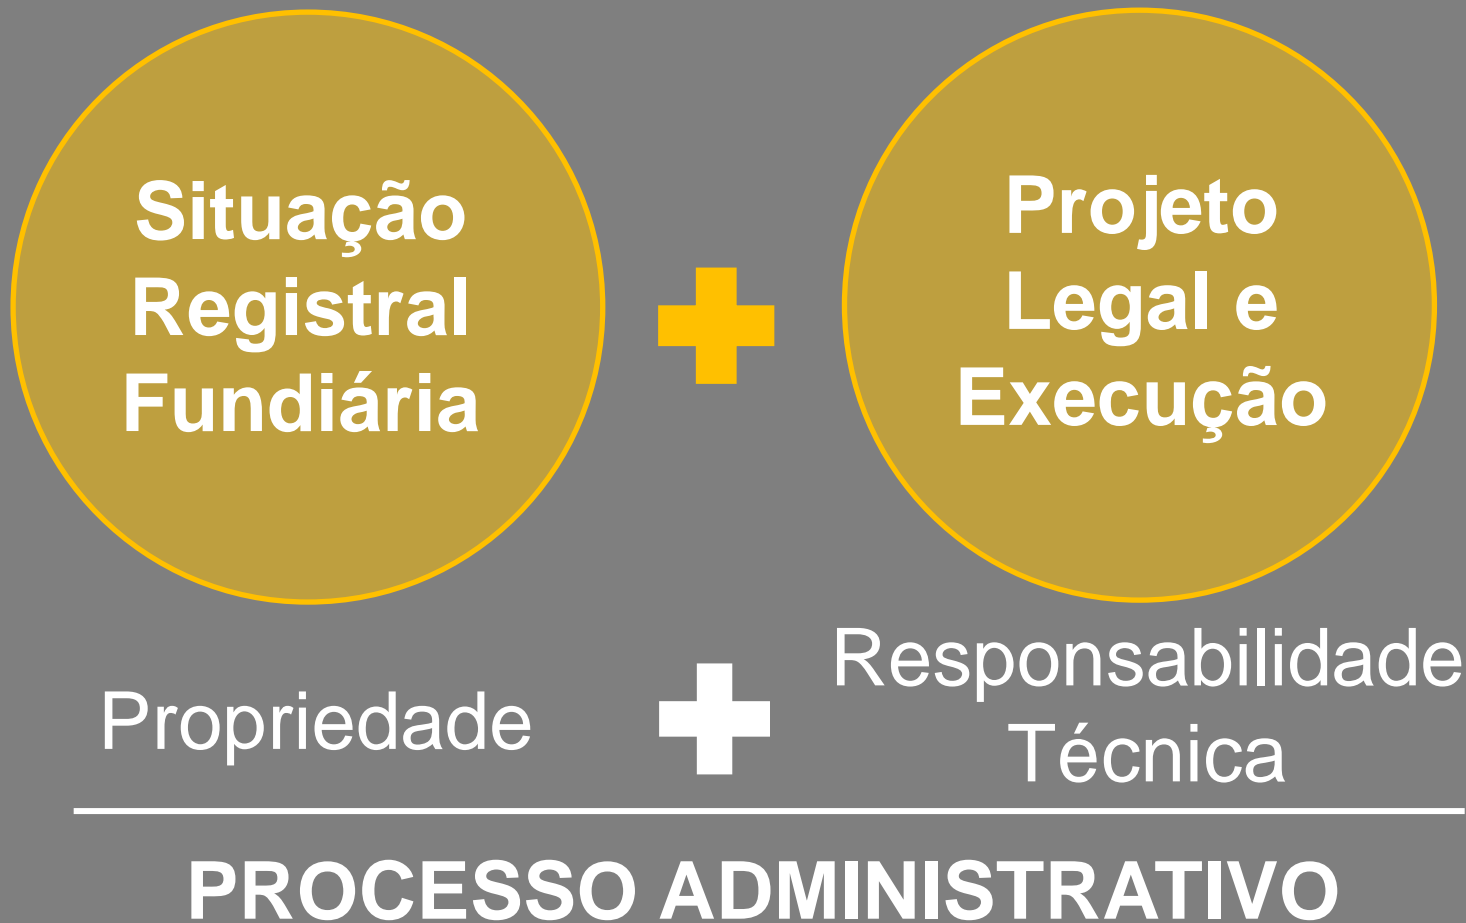 Situação
Registral
Fundiária
Projeto
Legal e
Execução
Propriedade
Responsabilidade
Técnica
PROCESSO ADMINISTRATIVO